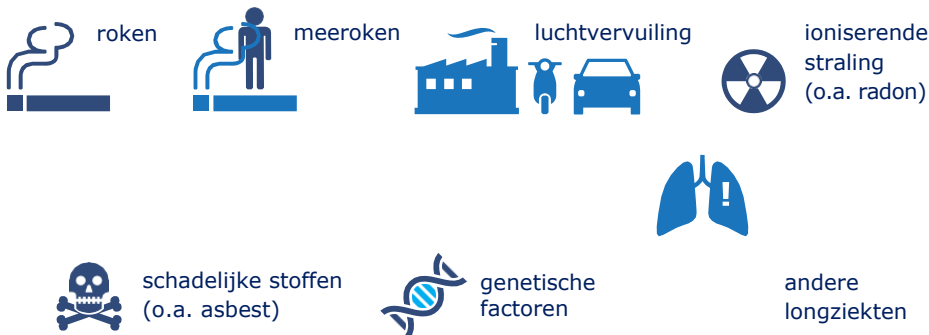 roken
meeroken
luchtvervuiling
ioniserende
straling
(o.a. radon)
schadelijke stoffen
(o.a. asbest)
genetische
factoren
andere
longziekten